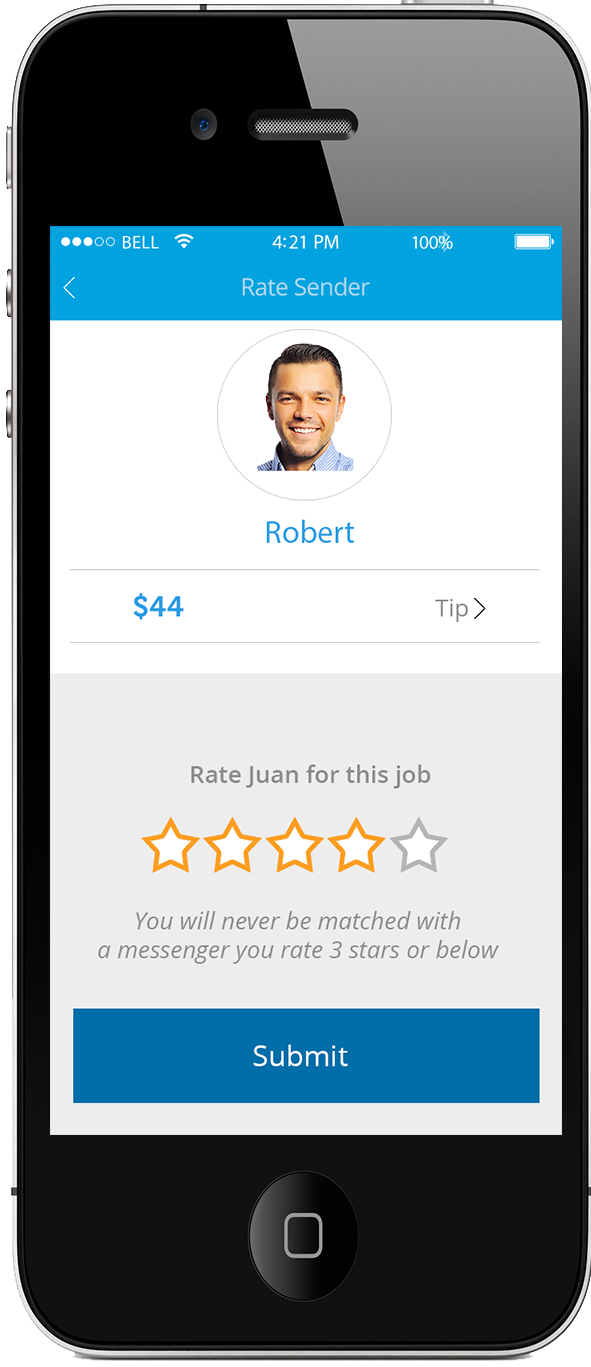 BELL 4:21 PM 100%
Rate Sender
Robert
$44 Tip
Rate Juan for this job
You will never be matched with
a messenger you rate 3 stars or below
Submit